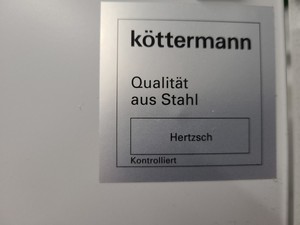 köttermann
Qualität
aus Stahl
Hertzsch
Kontrolliert